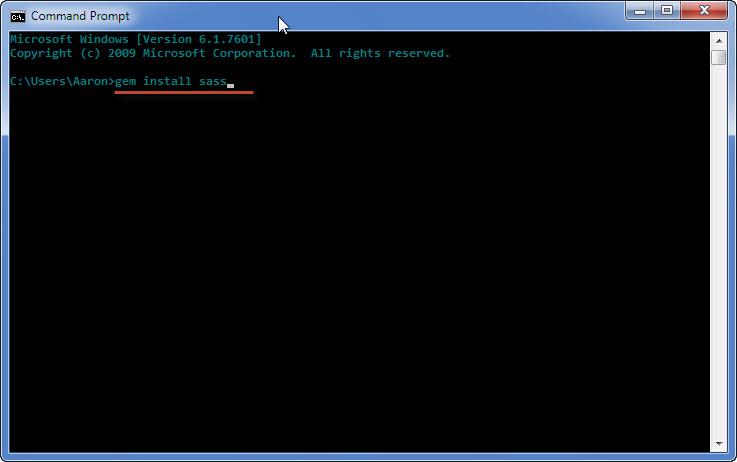 Command Prompt
Microsoft Windows [Version 6.1.7601]
Copyright (c) 2009 Microsoft Corporation.  All rights reserved.
C:\Users\Aaron>gem install sass